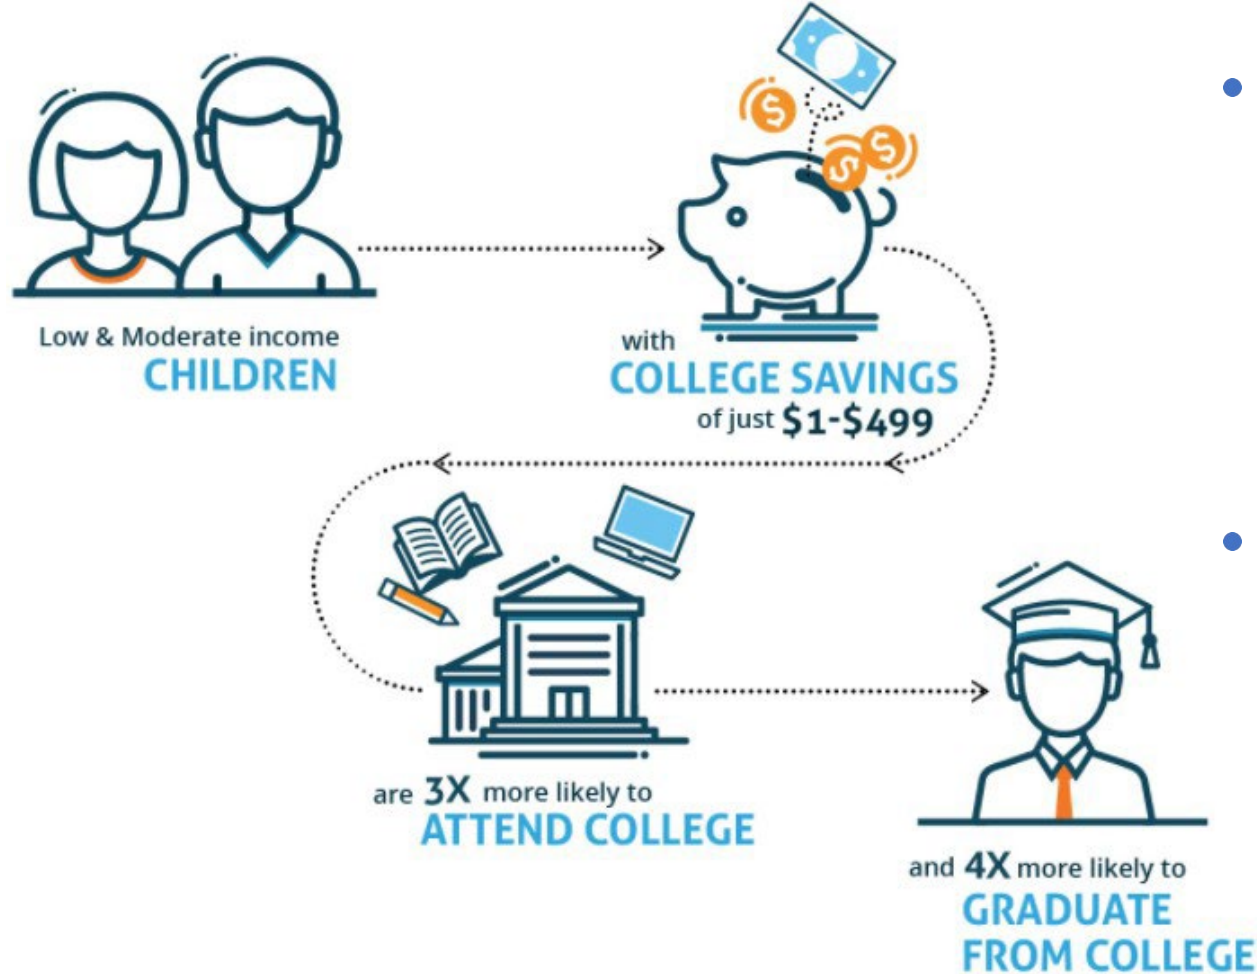 Low & Moderate income
CHILDREN
with
COLLEGE SAVINGS
of just $1-$499
are 3X more likely to
ATTEND COLLEGE
and 4X more likely to
GRADUATE
FROM COLLEGE